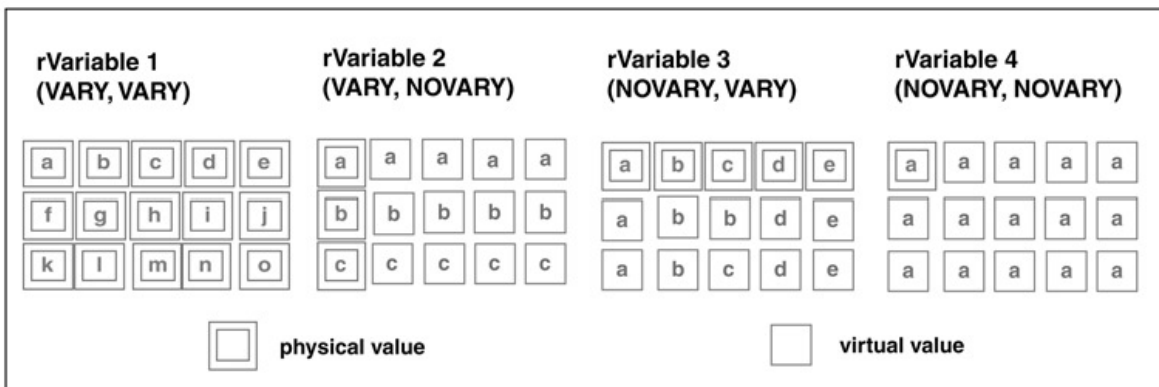 rVariable 1
(VARY, VARY)
a b c d e
f g h i j
k l m n o
rVariable 2
(VARY, NOVARY)
a a a a a
b b b b b
c c c c c
rVariable 3
(NOVARY, VARY)
a b c d e
a b b d e
a b c d e
rVariable 4
(NOVARY, NOVARY)
a a a a a
a a a a a
a a a a a
physical value
virtual value